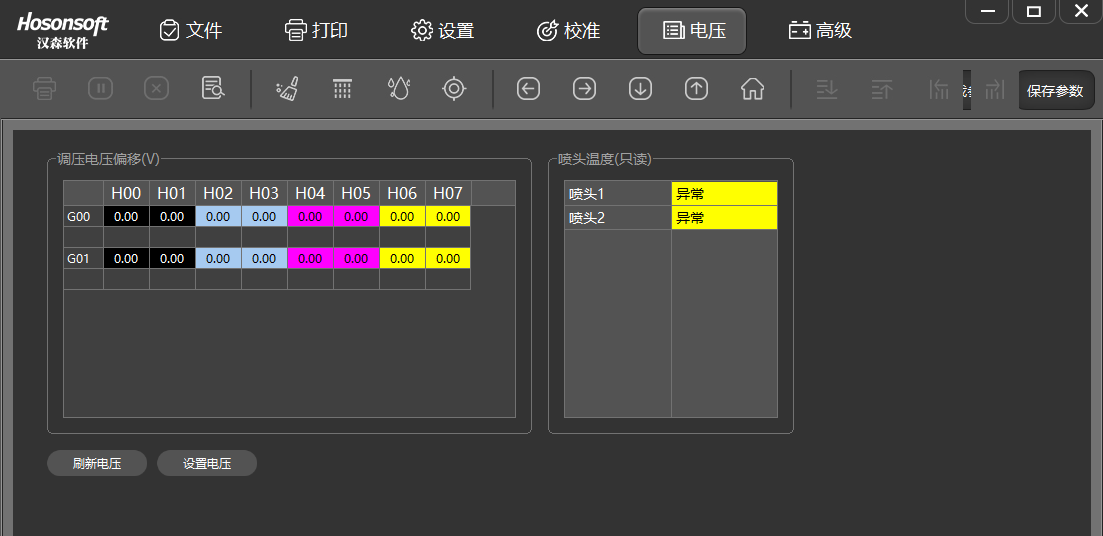 Hosonsoft
汉森软件
文件 打印 设置 校准 电压 高级
保存参数
调压电压偏移(V)
H00 H01 H02 H03 H04 H05 H06 H07
G00 0.00 0.00 0.00 0.00 0.00 0.00 0.00 0.00
G01 0.00 0.00 0.00 0.00 0.00 0.00 0.00 0.00
喷头温度(只读)
喷头1 异常
喷头2 异常
刷新电压 设置电压